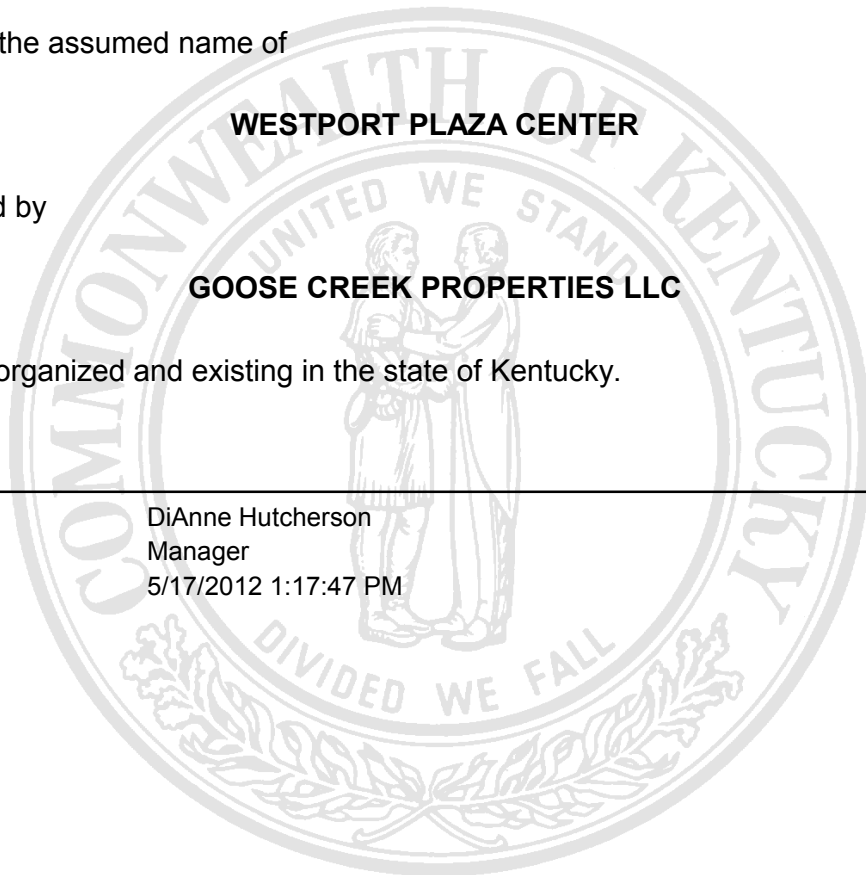 the assumed name of
WESTPORT PLAZA CENTER
d by
GOOSE CREEK PROPERTIES LLC
organized and existing in the state of Kentucky.
DiAnne Hutcherson
Manager
5/17/2012 1:17:47 PM
COMMONWEALTH OF KENTUCKY
UNITED WE STAND
DIVIDED WE FALL